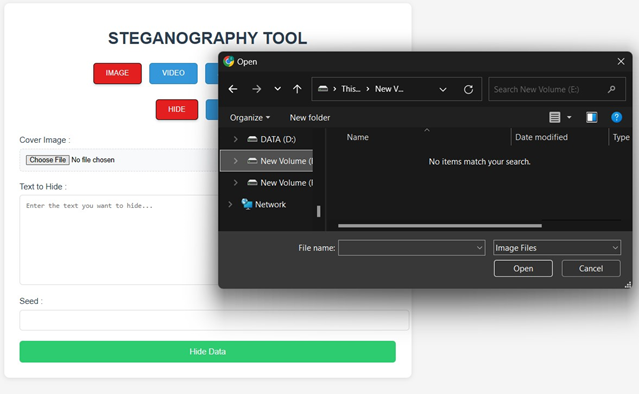 STEGANOGRAPHY TOOL
IMAGE
VIDEO
HIDE
Cover Image :
Choose File No file chosen
Text to Hide :
Enter the text you want to hide...
Seed :
Hide Data
Open
This... New V...
Search New Volume (E:)
Organize
New folder
DATA (D:)
New Volume (
New Volume (
Network
Name
Date modified
Type
No items match your search.
File name:
Image Files
Open
Cancel